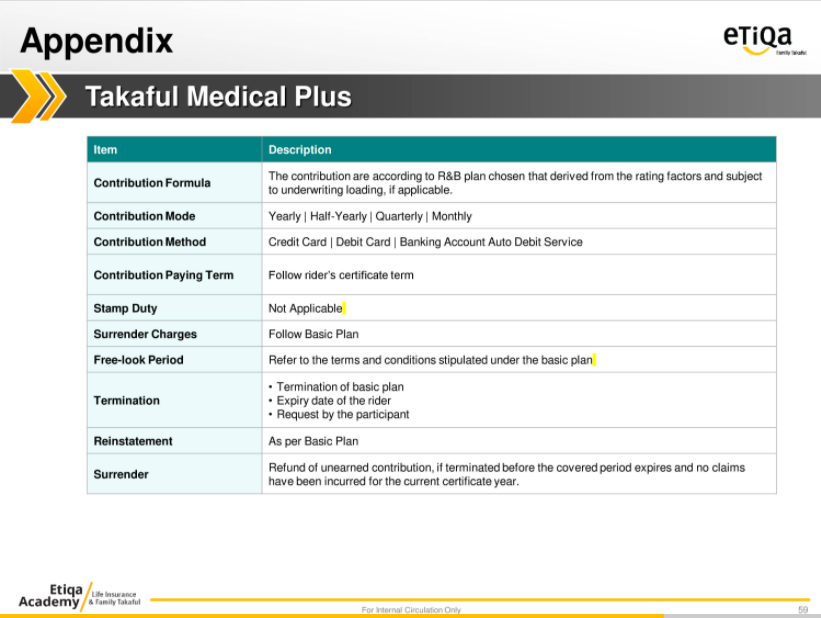 Appendix
eTiQa
Family Takaful
Takaful Medical Plus
Item
Description
Contribution Formula
The contribution are according to R&B plan chosen that derived from the rating factors and subject
to underwriting loading, if applicable.
Contribution Mode
Yearly | Half-Yearly | Quarterly | Monthly
Contribution Method
Credit Card | Debit Card | Banking Account Auto Debit Service
Contribution Paying Term
Follow rider's certificate term
Stamp Duty
Not Applicable
Surrender Charges
Follow Basic Plan
Free-look Period
Refer to the terms and conditions stipulated under the basic plan
Termination
• Termination of basic plan
• Expiry date of the rider
• Request by the participant
Reinstatement
As per Basic Plan
Surrender
Refund of unearned contribution, if terminated before the covered period expires and no claims
have been incurred for the current certificate year.
Etiqa
Academy
Life Insurance
& Family Takaful
For Internal Circulation Only
59